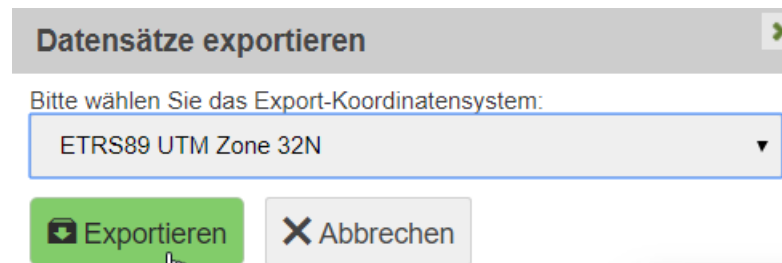 Datensätze exportieren
Bitte wählen Sie das Export-Koordinatensystem:
ETRS89 UTM Zone 32N
Exportieren
Abbrechen